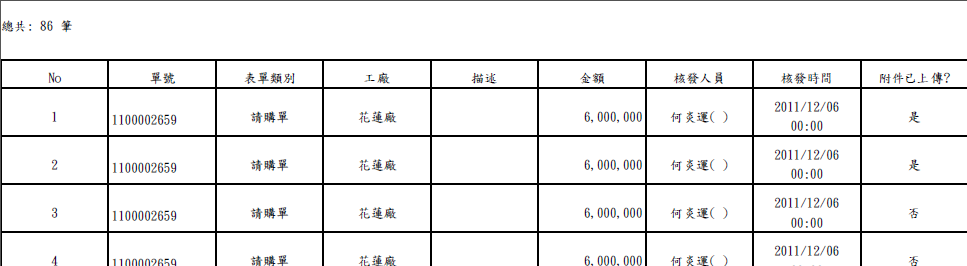 總共: 86 筆
No 單號 表單類別 工廠 描述 金額 核發人員 核發時間 附件已上傳?
1 1100002659 請購單 花蓮廠 6,000,000 何炎運( ) 2011/12/06 00:00 是
2 1100002659 請購單 花蓮廠 6,000,000 何炎運( ) 2011/12/06 00:00 是
3 1100002659 請購單 花蓮廠 6,000,000 何炎運( ) 2011/12/06 00:00 否
4 1100002659 請購單 花蓮廠 6,000,000 何炎運( ) 2011/12/06 否